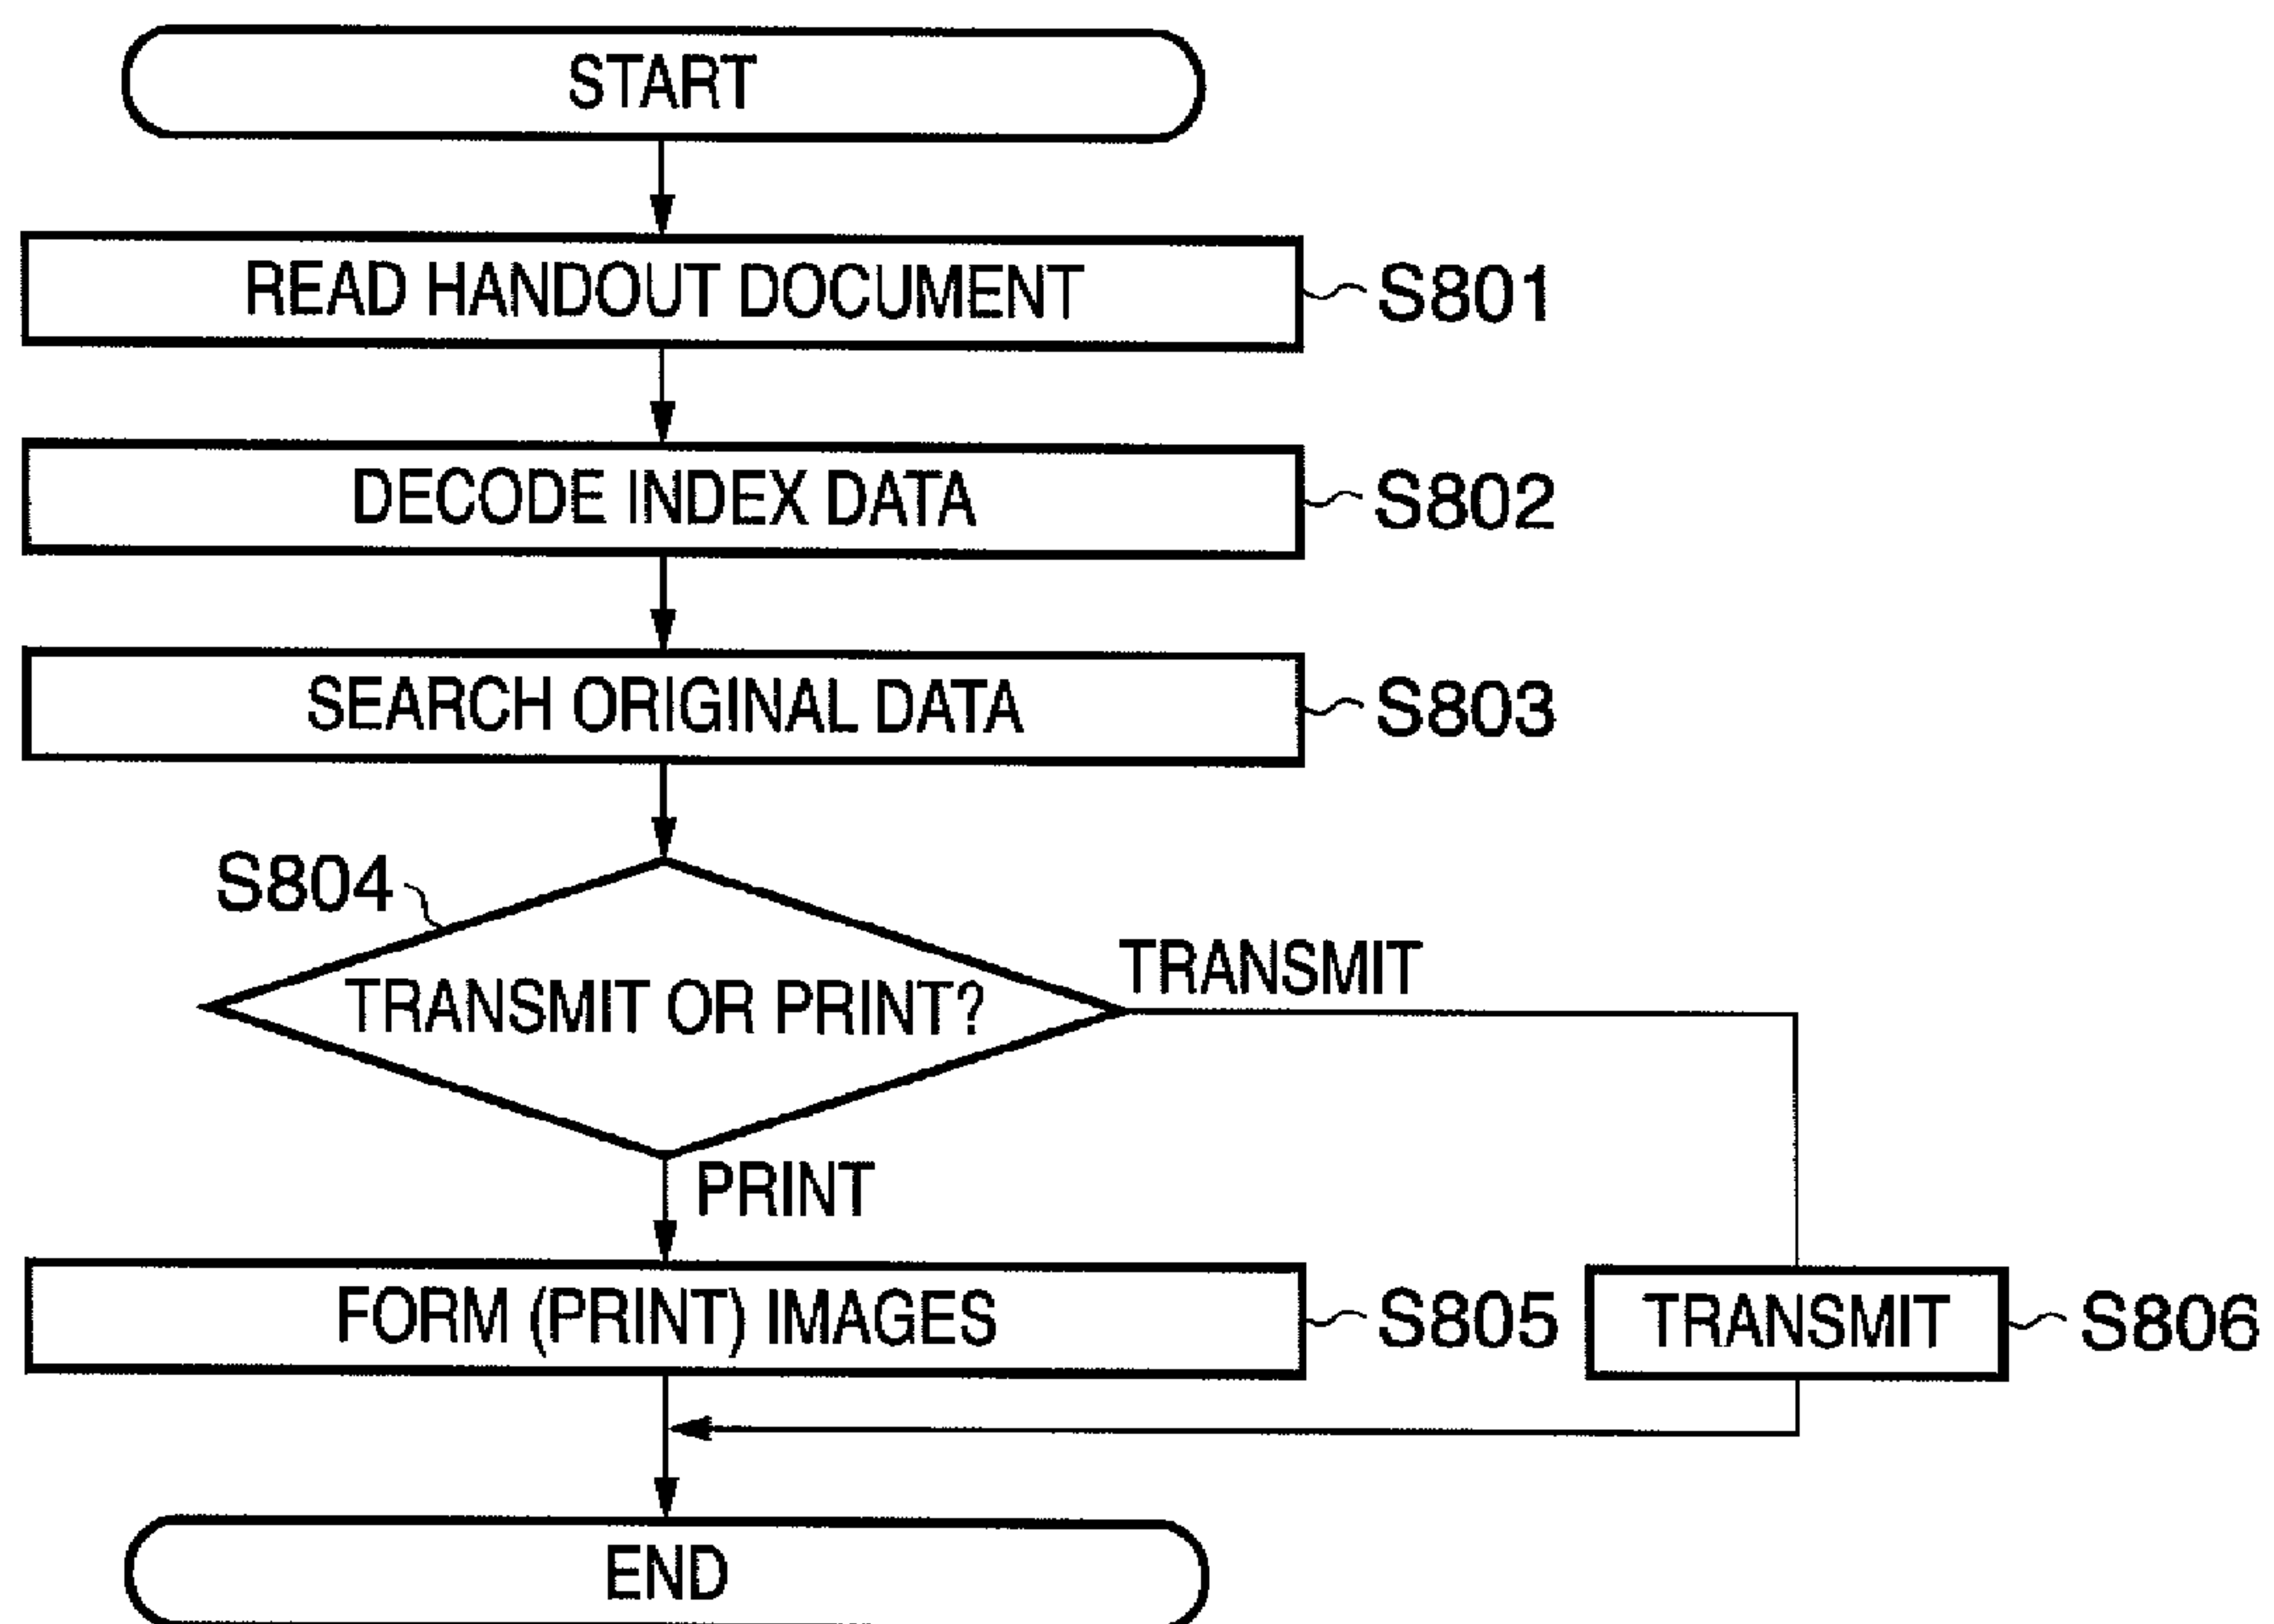 START
READ HANDOUT DOCUMENT
S801
DECODE INDEX DATA
S802
SEARCH ORIGINAL DATA
S803
S804
TRANSMIT OR PRINT?
TRANSMIT
PRINT
FORM (PRINT) IMAGES
S805
TRANSMIT
S806
END